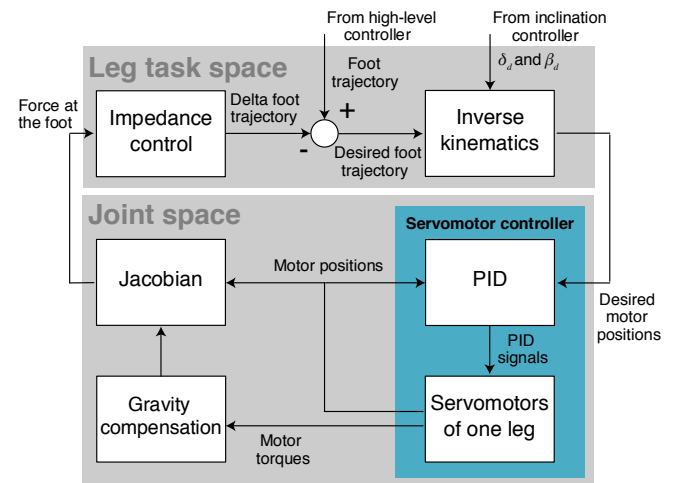 From high-level
controller
From inclination
controller
Leg task space
Foot
trajectory
δd and βd
Force at
the foot
Impedance
control
Delta foot
trajectory
+
-
Desired foot
trajectory
Inverse
kinematics
Joint space
Servomotor controller
Jacobian
Motor positions
PID
Desired
motor
positions
PID
signals
Gravity
compensation
Motor
torques
Servomotors
of one leg